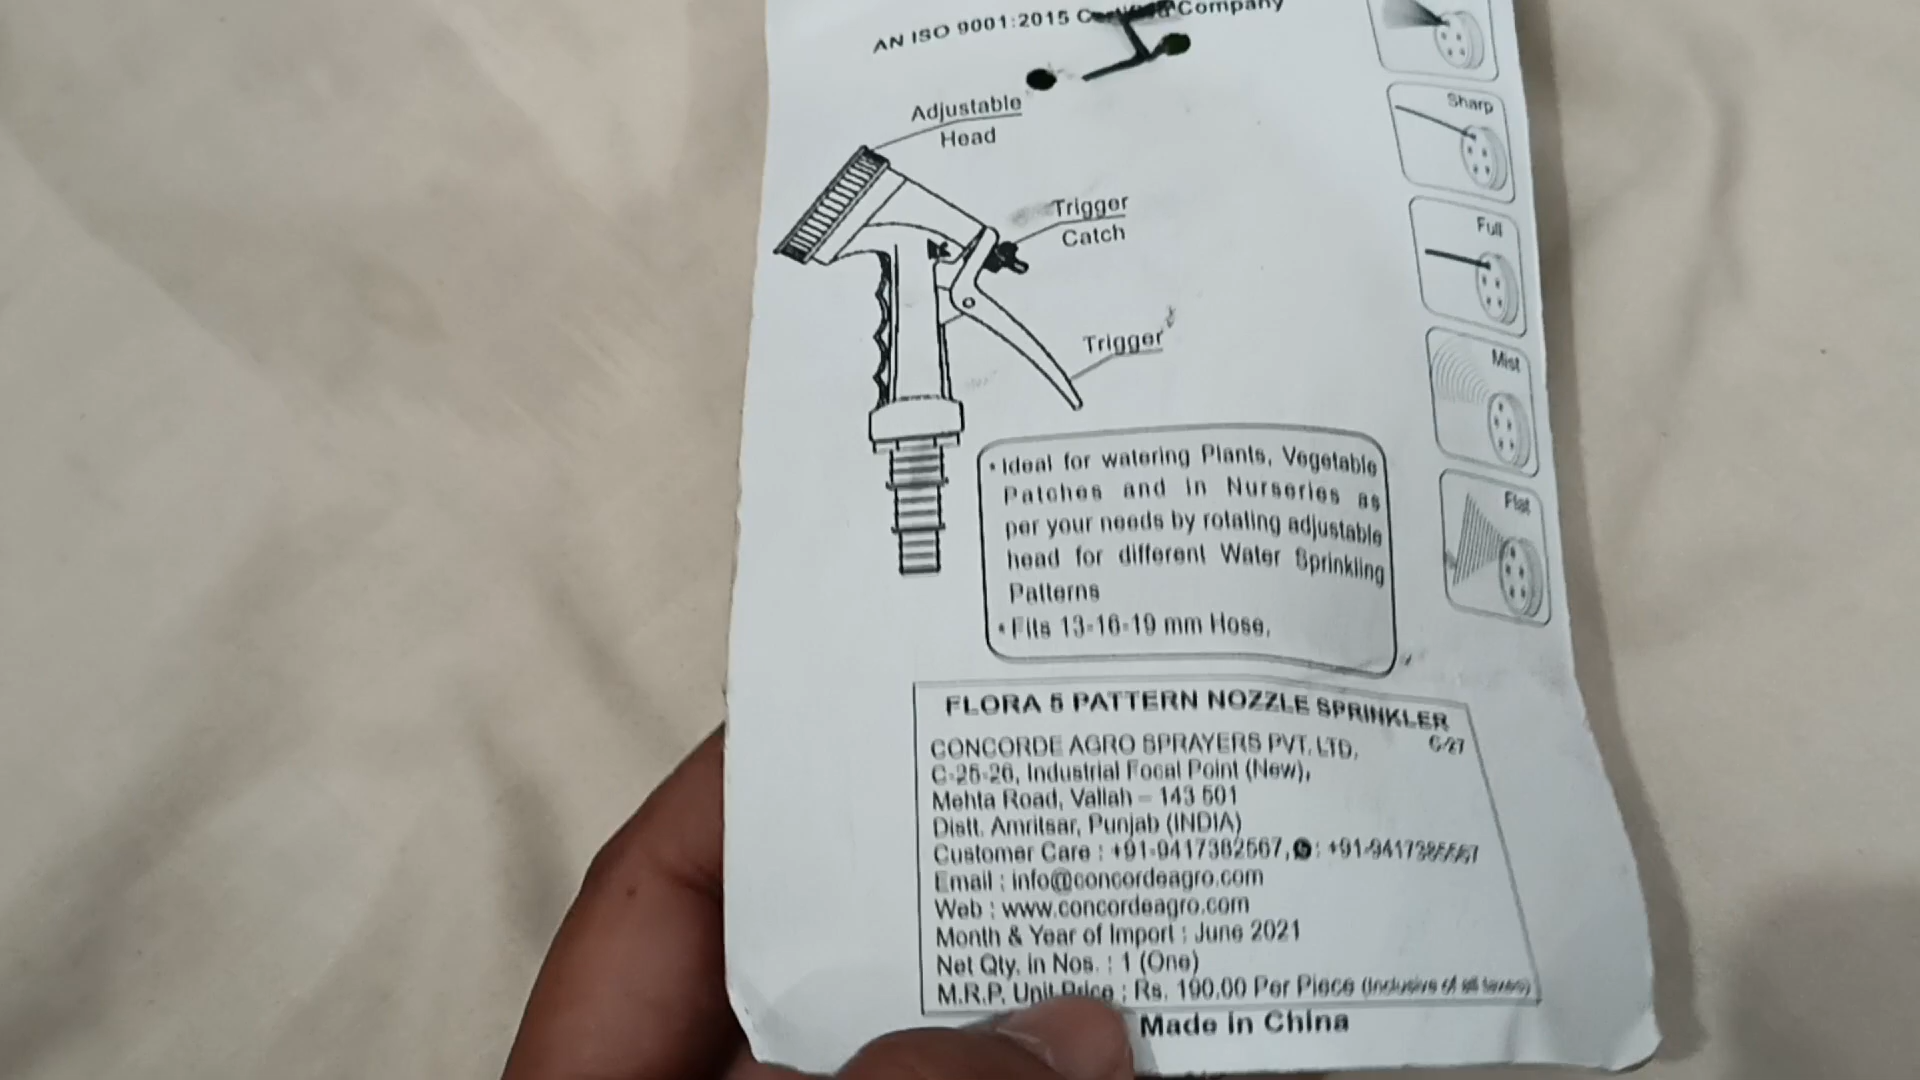 AN ISO 9001:2015 Certified Company
Adjustable
Head
Trigger
Catch
Trigger
Sharp
Full
Mist
Flat
• Ideal for watering Plants, Vegetable
Patches and in Nurseries as
per your needs by rotating adjustable
head for different Water Sprinkling
Patterns
• Fits 13-16-19 mm Hose.
FLORA 5 PATTERN NOZZLE SPRINKLER
CONCORDE AGRO SPRAYERS PVT. LTD.
C-25-26, Industrial Focal Point (New),
Mehta Road, Vallah – 143 501
Distt. Amritsar, Punjab (INDIA)
Customer Care : +91-9417382567, : 
Email : info@concordeagro.com
Web : www.concordeagro.com
Month & Year of Import : June 2021
Net Qty. in Nos. : 1 (One)
M.R.P. Unit Price : Rs. 190.00 Per Piece (Inclusive of all taxes)
Made in China